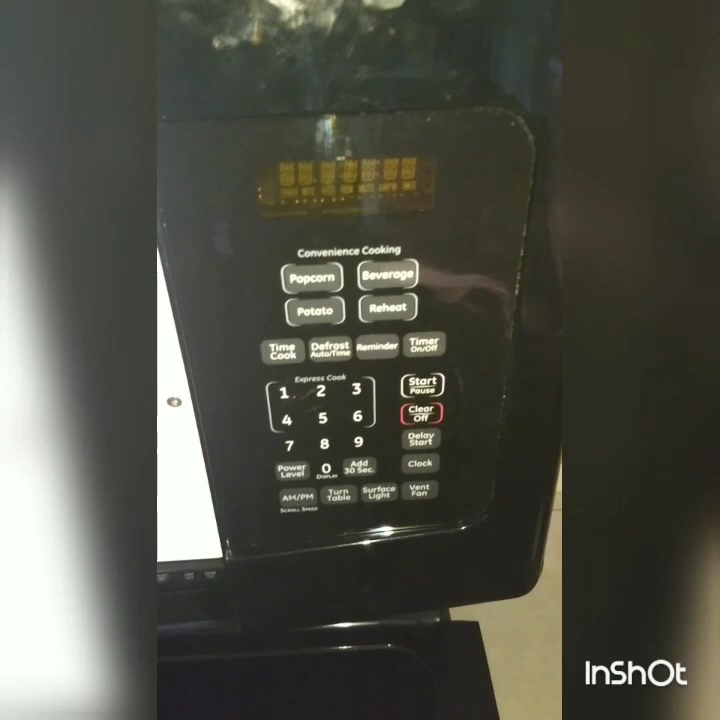 Convenience Cooking
Popcorn Beverage
Potato Reheat
Time Cook Defrost Auto/Time Reminder Timer On/Off
Express Cook
1 2 3 Start Pause
4 5 6 Clear Off
7 8 9 Delay Start
Power Level 0 DISPLAY Add 30 Sec. Clock
AM/PM Turn Table Surface Light Vent Fan
SCROLL SPEED
InShOt